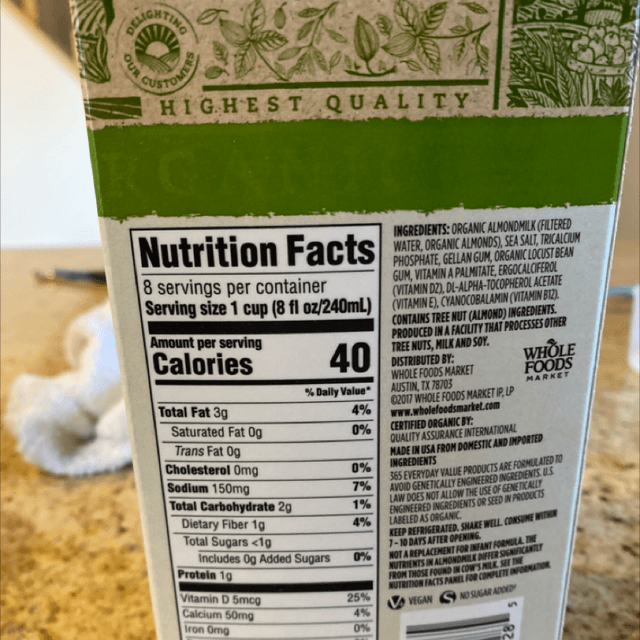 DELIGHTING
OUR CUSTOMERS
HIGHEST QUALITY
ORGANIC
Nutrition Facts
8 servings per container
Serving size 1 cup (8 fl oz/240mL)
Amount per serving
Calories 40
% Daily Value*
Total Fat 3g 4%
Saturated Fat 0g 0%
Trans Fat 0g
Cholesterol 0mg 0%
Sodium 150mg 7%
Total Carbohydrate 2g 1%
Dietary Fiber 1g 4%
Total Sugars <1g
Includes 0g Added Sugars 0%
Protein 1g
Vitamin D 5mcg 25%
Calcium 50mg 4%
Iron 0mg 0%
INGREDIENTS: ORGANIC ALMONDMILK (FILTERED
WATER, ORGANIC ALMONDS), SEA SALT, TRICALCIUM
PHOSPHATE, GELLAN GUM, ORGANIC LOCUST BEAN
GUM, VITAMIN A PALMITATE, ERGOCALCIFEROL
(VITAMIN D2), DL-ALPHA-TOCOPHEROL ACETATE
(VITAMIN E), CYANOCOBALAMIN (VITAMIN B12).
CONTAINS TREE NUT (ALMOND) INGREDIENTS.
PRODUCED IN A FACILITY THAT PROCESSES OTHER
TREE NUTS, MILK AND SOY.
DISTRIBUTED BY:
WHOLE FOODS MARKET
AUSTIN, TX 78703
©2017 WHOLE FOODS MARKET IP, LP
www.wholefoodsmarket.com
WHOLE
FOODS
MARKET
CERTIFIED ORGANIC BY:
QUALITY ASSURANCE INTERNATIONAL
MADE IN USA FROM DOMESTIC AND IMPORTED
INGREDIENTS
365 EVERYDAY VALUE PRODUCTS ARE FORMULATED TO
AVOID GENETICALLY ENGINEERED INGREDIENTS. U.S.
LAW DOES NOT ALLOW THE USE OF GENETICALLY
ENGINEERED INGREDIENTS OR SEED IN PRODUCTS
LABELED AS ORGANIC.
KEEP REFRIGERATED. SHAKE WELL. CONSUME WITHIN
7-10 DAYS AFTER OPENING.
NOT A REPLACEMENT FOR INFANT FORMULA. THE
NUTRIENTS IN ALMONDMILK DIFFER SIGNIFICANTLY
FROM THOSE FOUND IN COW'S MILK. SEE THE
NUTRITION FACTS PANEL FOR COMPLETE INFORMATION.
VEGAN S NO SUGAR ADDED†